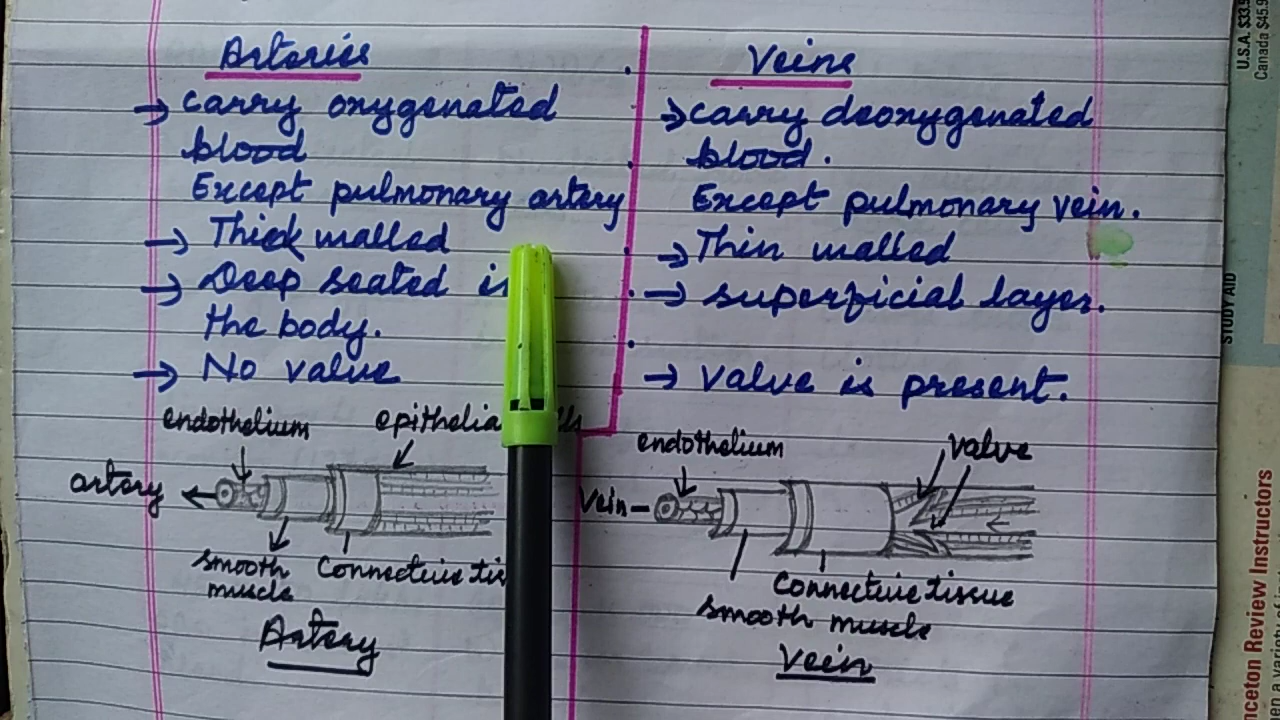 Arteries
→ carry oxygenated
blood
Except pulmonary artery
→ Thick walled
→ Deep seated in
the body.
→ No valve
Veins
→ carry deoxygenated
blood.
Except pulmonary vein.
→ Thin walled
→ superficial layer.
→ valve is present.
endothelium
artery
smooth
muscle
Connective
Artery
endothelium
valve
Vein
Connective tissue
smooth muscle
Vein
U.S.A. $33.9
Canada $45.9
STUDY AID
Review Instructors